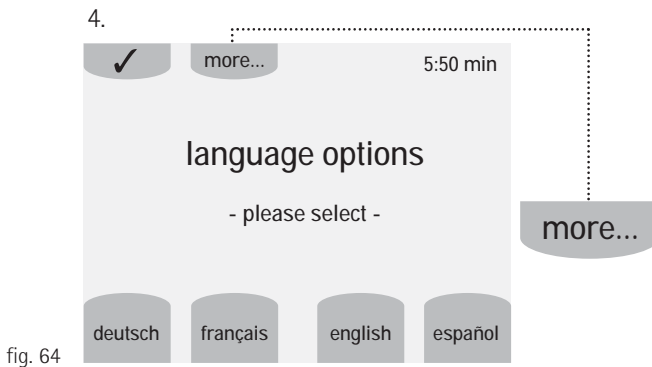 4.
✓ more... 5:50 min
language options
- please select -
more...
deutsch français english español
fig. 64